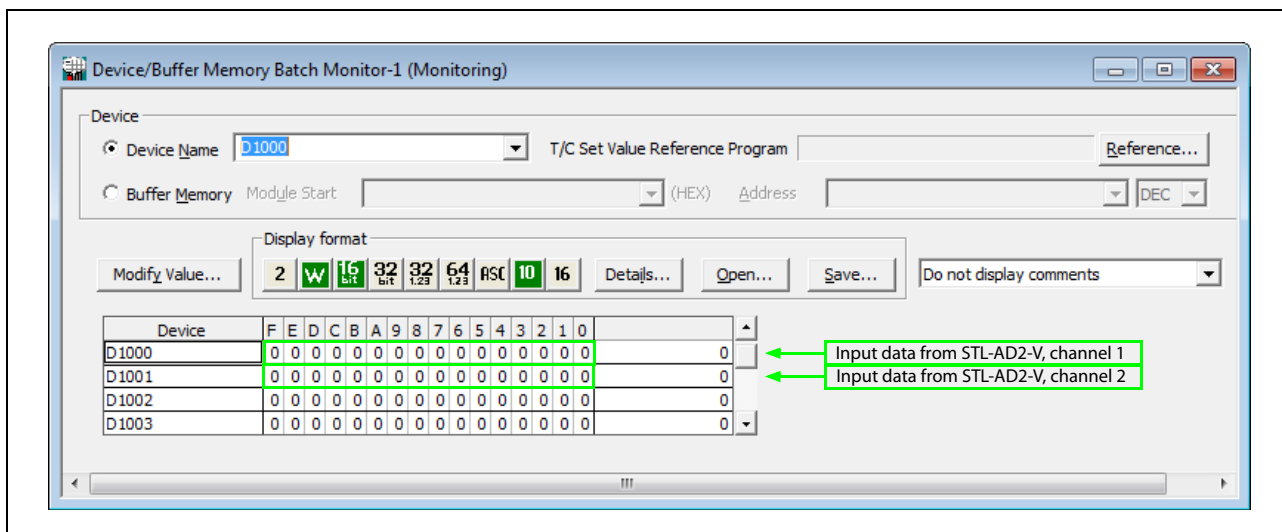 Device/Buffer Memory Batch Monitor-1 (Monitoring)
Device
Device Name D1000 T/C Set Value Reference Program Reference...
Buffer Memory Module Start (HEX) Address DEC
Display format
Modify Value... 2 W 16 bit 32 bit 32 1.23 64 1.23 ASC 10 16 Details... Open... Save... Do not display comments
Device F E D C B A 9 8 7 6 5 4 3 2 1 0
D1000 0 0 0 0 0 0 0 0 0 0 0 0 0 0 0 0 0 Input data from STL-AD2-V, channel 1
D1001 0 0 0 0 0 0 0 0 0 0 0 0 0 0 0 0 0 Input data from STL-AD2-V, channel 2
D1002 0 0 0 0 0 0 0 0 0 0 0 0 0 0 0 0 0
D1003 0 0 0 0 0 0 0 0 0 0 0 0 0 0 0 0 0